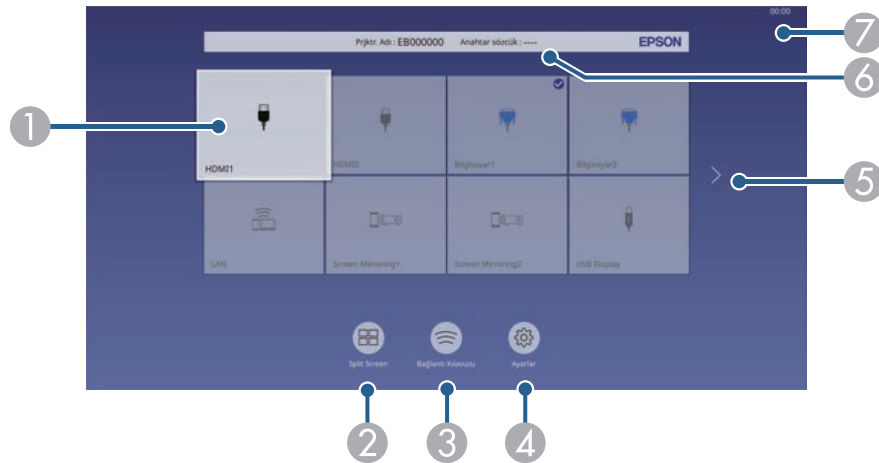 00:00
7
Prjktr. Adı : EB000000 Anahtar sözcük : ---- EPSON
6
1
HDMI1 HDMI2 Bilgisayar1 Bilgisayar2
5
LAN Screen Mirroring1 Screen Mirroring2 USB Display
Split Screen Bağlantı Kılavuzu Ayarlar
2 3 4